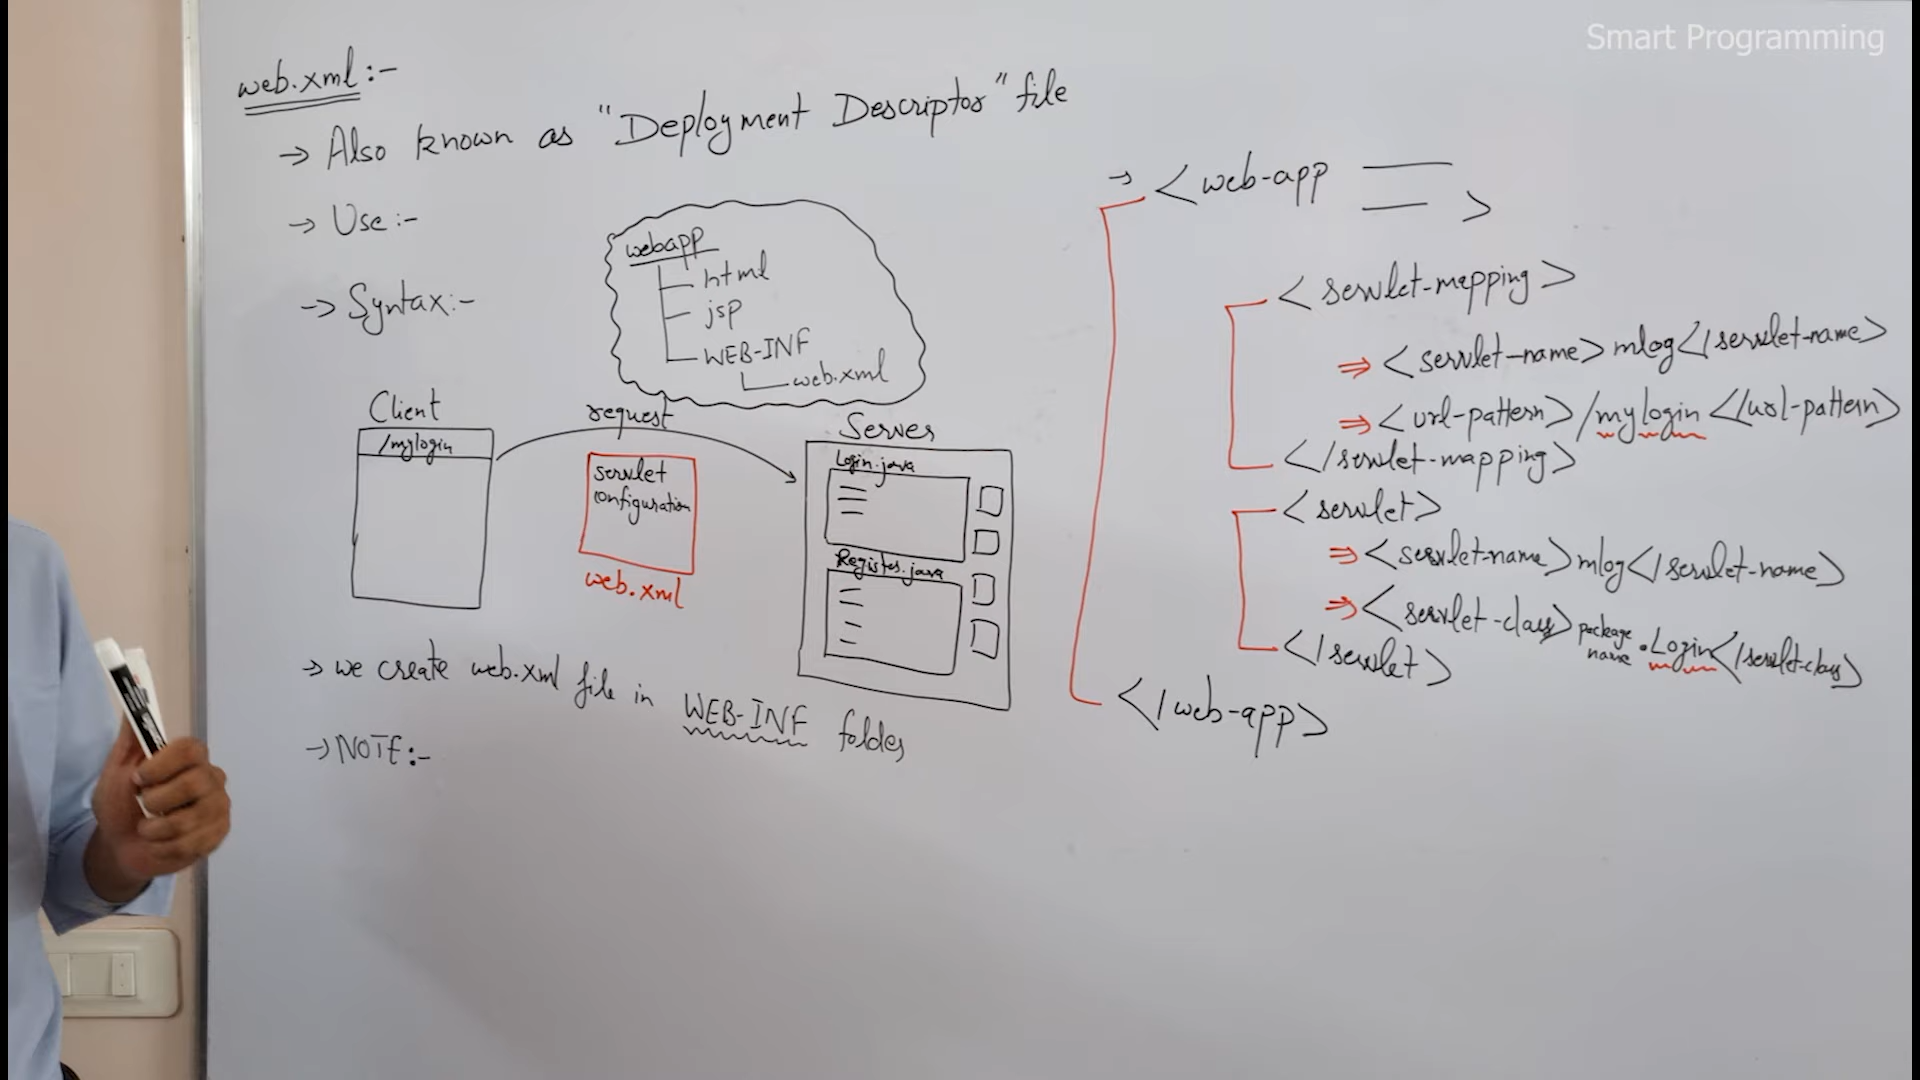 Smart Programming
web.xml:-
→ Also known as "Deployment Descriptor" file
→ Use:-
→ Syntax:-
webapp
html
jsp
WEB-INF
web.xml
Client
/mylogin
request
servlet
configuration
web.xml
Server
Login.java
Register.java
→ we create web.xml file in WEB-INF folder
→ NOTE:-
→ <web-app
>
<servlet-mapping>
⇒ <servlet-name>mlog</servlet-name>
⇒ <url-pattern>/mylogin</url-pattern>
</servlet-mapping>
<servlet>
⇒ <servlet-name>mlog</servlet-name>
⇒ <servlet-class>package name.Login</servlet-class>
</servlet>
</web-app>